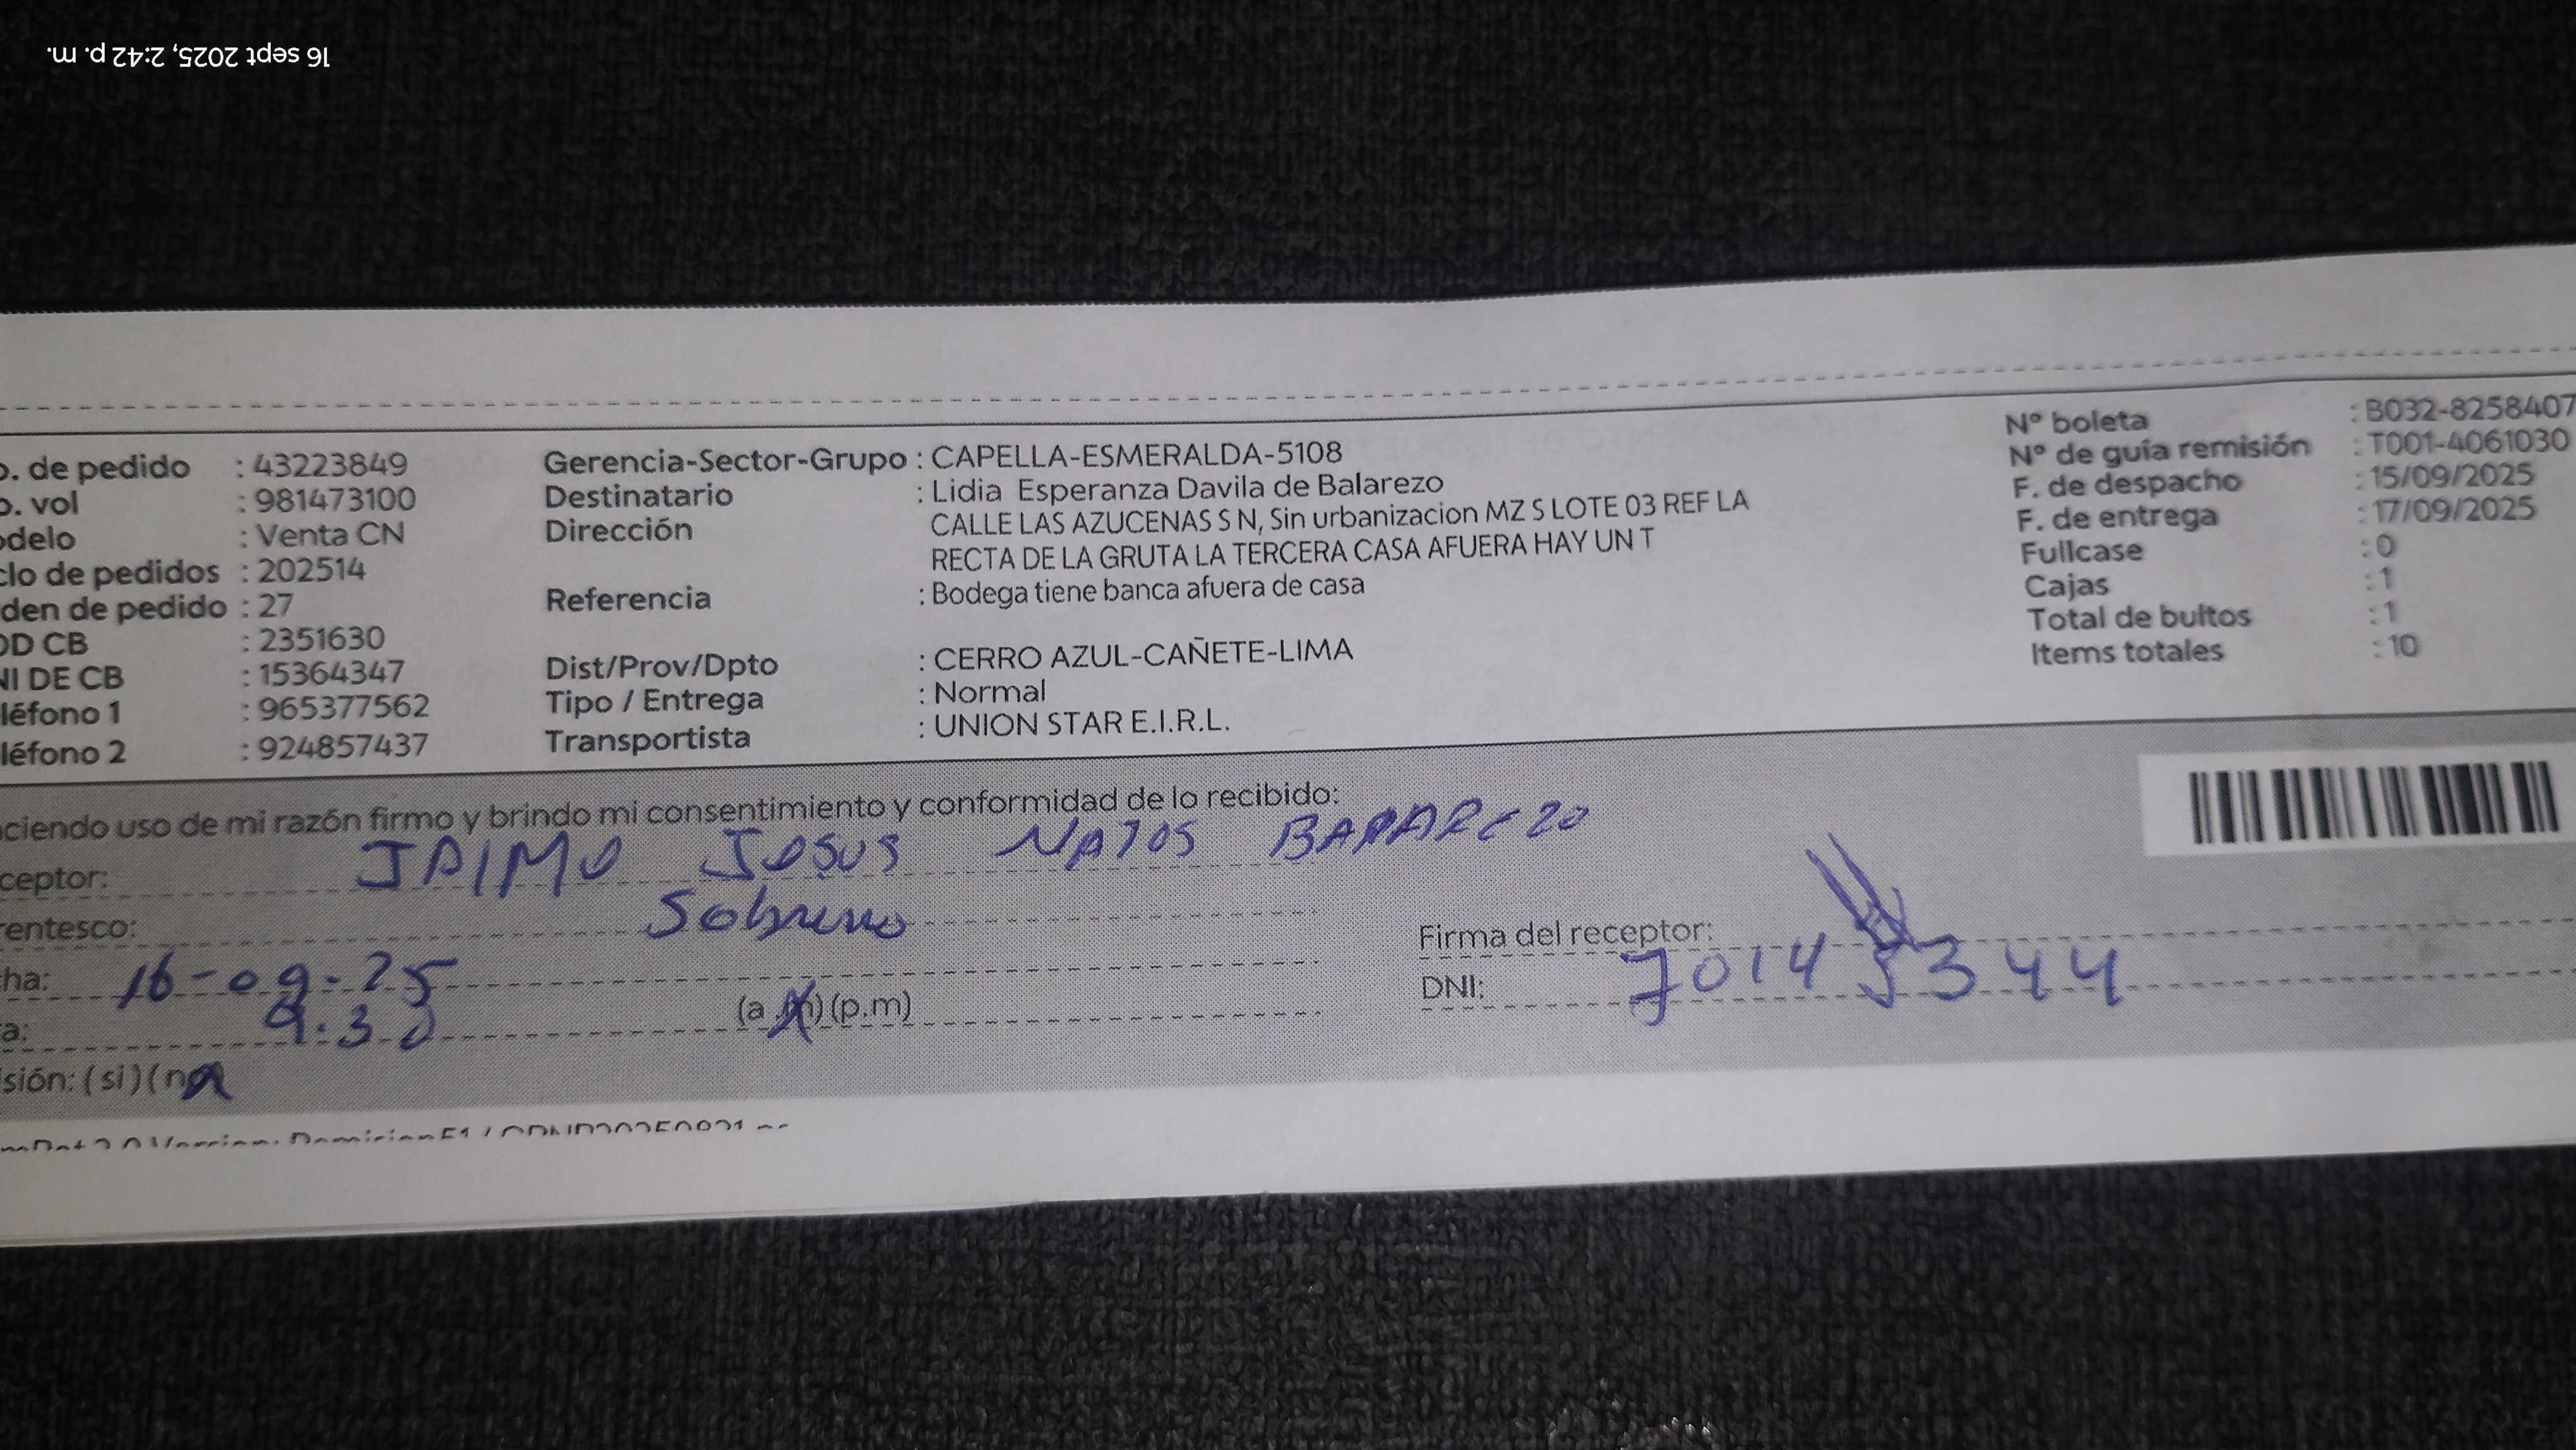 16 sept 2025, 2:42 p. m.
o. de pedido : 43223849
o. vol : 981473100
odelo : Venta CN
clo de pedidos : 202514
den de pedido : 27
OD CB : 2351630
NI DE CB : 15364347
léfono 1 : 965377562
léfono 2 : 924857437
Gerencia-Sector-Grupo : CAPELLA-ESMERALDA-5108
Destinatario : Lidia Esperanza Davila de Balarezo
Dirección CALLE LAS AZUCENAS S N, Sin urbanizacion MZ S LOTE 03 REF LA
RECTA DE LA GRUTA LA TERCERA CASA AFUERA HAY UN T
Referencia : Bodega tiene banca afuera de casa
Dist/Prov/Dpto : CERRO AZUL-CAÑETE-LIMA
Tipo / Entrega : Normal
Transportista : UNION STAR E.I.R.L.
Nº boleta : B032-8258407
Nº de guía remisión : T001-4061030
F. de despacho : 15/09/2025
F. de entrega : 17/09/2025
Fullcase : 0
Cajas : 1
Total de bultos : 1
Items totales : 10
ciendo uso de mi razón firmo y brindo mi consentimiento y conformidad de lo recibido:
ceptor: JAIME JESUS
entesco: Sobrino
ha: 16-09-25
a: 9:30 (a.m) (p.m)
sión: (si) (no)
Firma del receptor:
DNI: 70145344